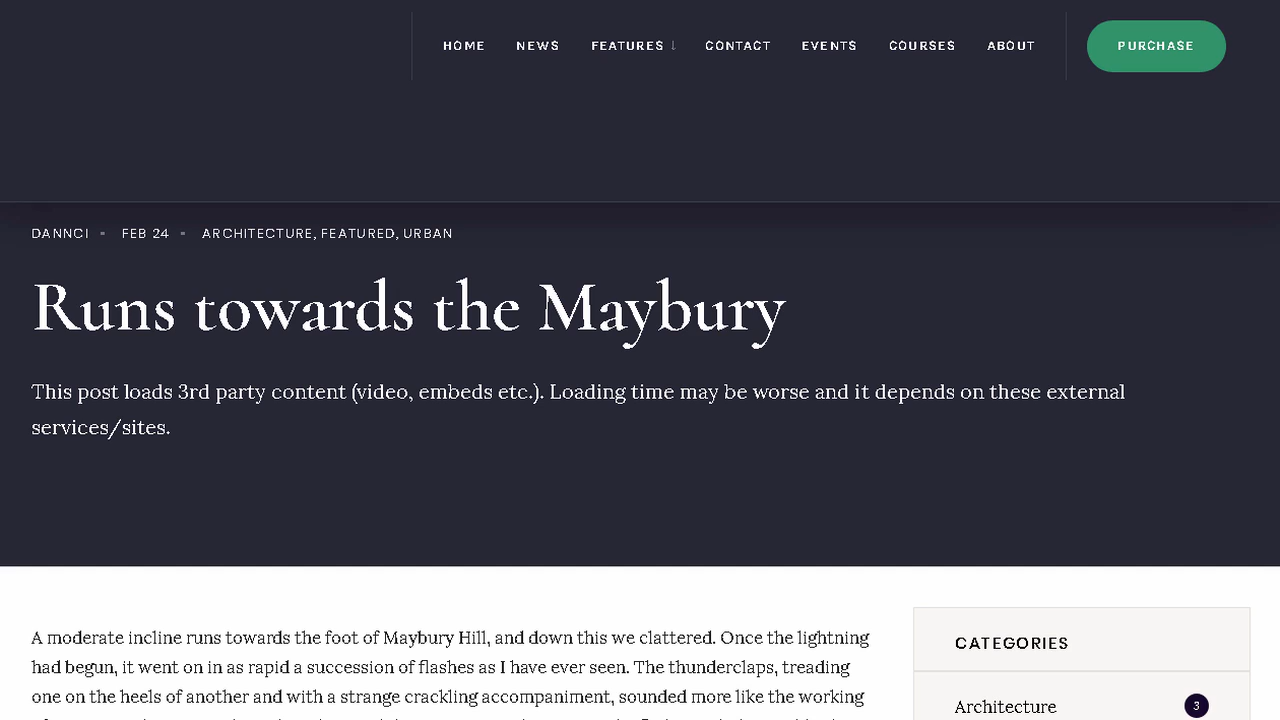 HOME NEWS FEATURES ↓ CONTACT EVENTS COURSES ABOUT PURCHASE
DANNCI FEB 24 ARCHITECTURE, FEATURED, URBAN
Runs towards the Maybury
This post loads 3rd party content (video, embeds etc.). Loading time may be worse and it depends on these external
services/sites.
A moderate incline runs towards the foot of Maybury Hill, and down this we clattered. Once the lightning
had begun, it went on in as rapid a succession of flashes as I have ever seen. The thunderclaps, treading
one on the heels of another and with a strange crackling accompaniment, sounded more like the working
CATEGORIES
Architecture 3